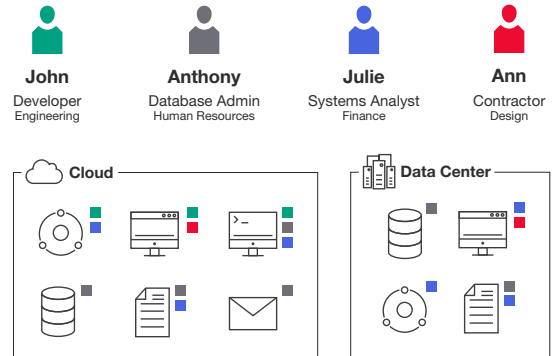 John
Developer
Engineering
Anthony
Database Admin
Human Resources
Julie
Systems Analyst
Finance
Ann
Contractor
Design
Cloud
>_
Data Center